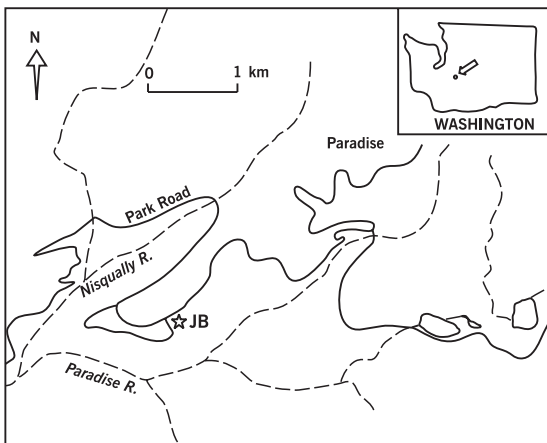 N
0 1 km
WASHINGTON
Paradise
Park Road
Nisqually R.
JB
Paradise R.